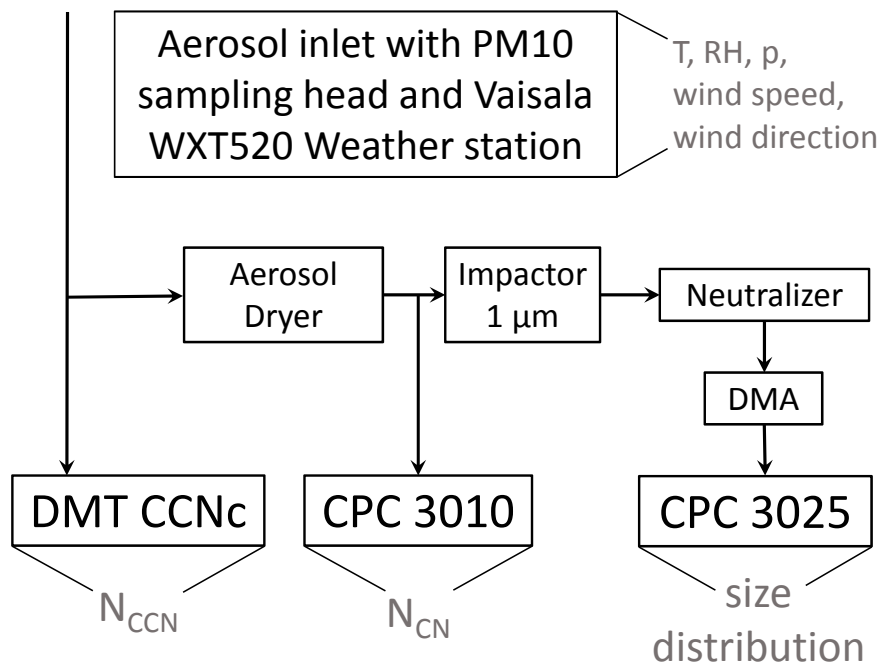 Aerosol inlet with PM10
sampling head and Vaisala
WXT520 Weather station
T, RH, p,
wind speed,
wind direction
Aerosol
Dryer
Impactor
1 μm
Neutralizer
DMA
DMT CCNc
CPC 3010
CPC 3025
N_CCN
N_CN
size
distribution